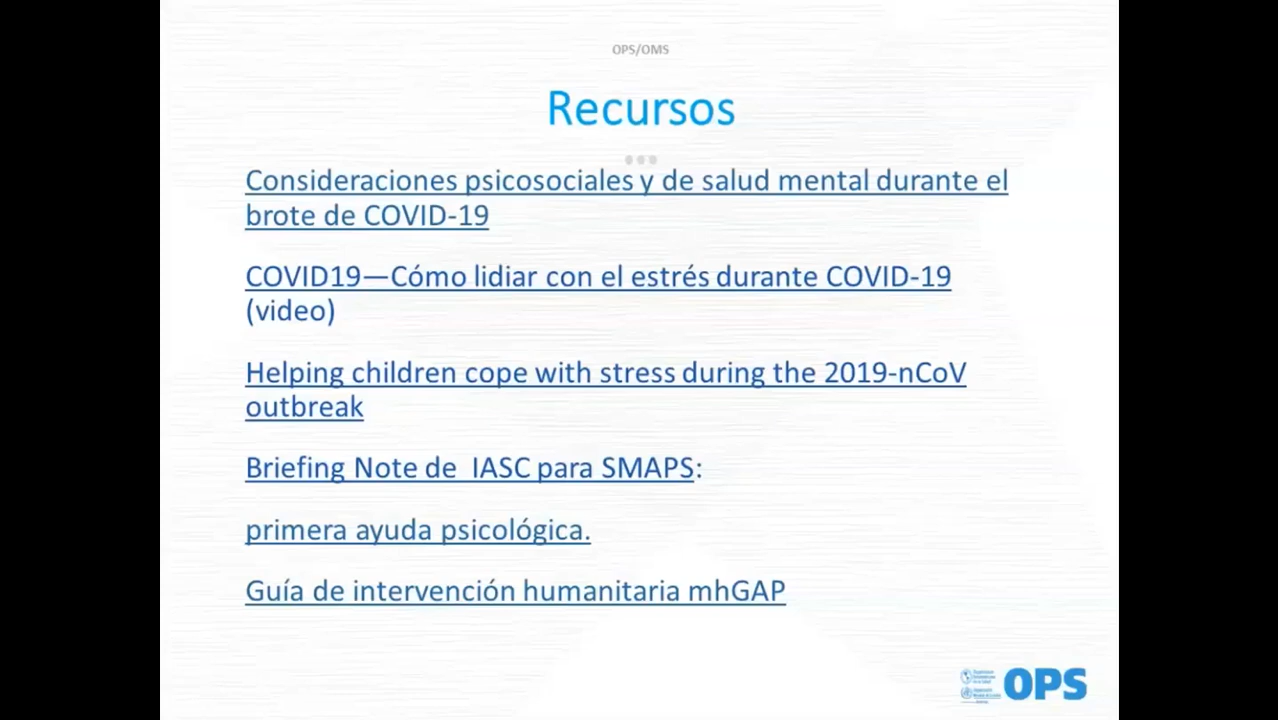 OPS/OMS
Recursos
Consideraciones psicosociales y de salud mental durante el
brote de COVID-19
COVID19—Cómo lidiar con el estrés durante COVID-19
(video)
Helping children cope with stress during the 2019-nCoV
outbreak
Briefing Note de IASC para SMAPS:
primera ayuda psicológica.
Guía de intervención humanitaria mhGAP
OPS